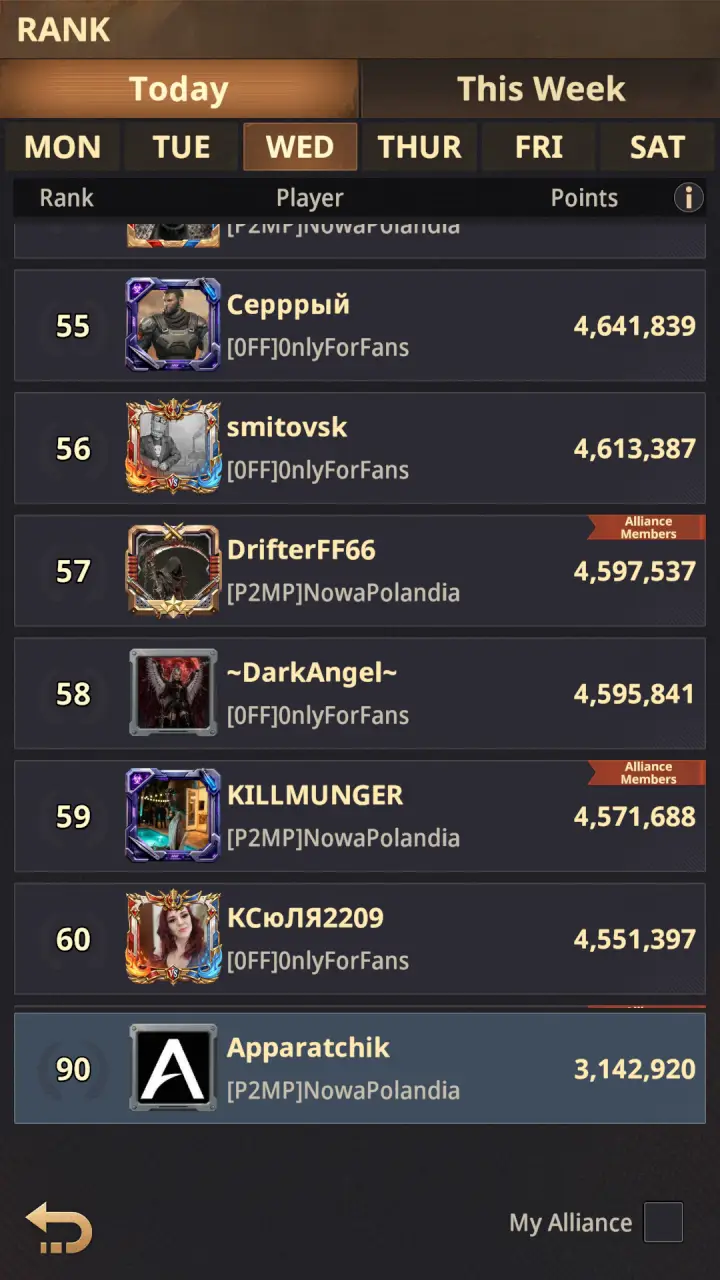 RANK
Today
This Week
MON TUE WED THUR FRI SAT
Rank Player Points
[P2MP]NowaPolandia
55
Серррый
[0FF]0nlyForFans
4,641,839
56
smitovsk
[0FF]0nlyForFans
4,613,387
57
DrifterFF66
[P2MP]NowaPolandia
Alliance
Members
4,597,537
58
~DarkAngel~
[0FF]0nlyForFans
4,595,841
59
KILLMUNGER
[P2MP]NowaPolandia
Alliance
Members
4,571,688
60
КСюЛЯ2209
[0FF]0nlyForFans
4,551,397
90
Apparatchik
[P2MP]NowaPolandia
3,142,920
My Alliance